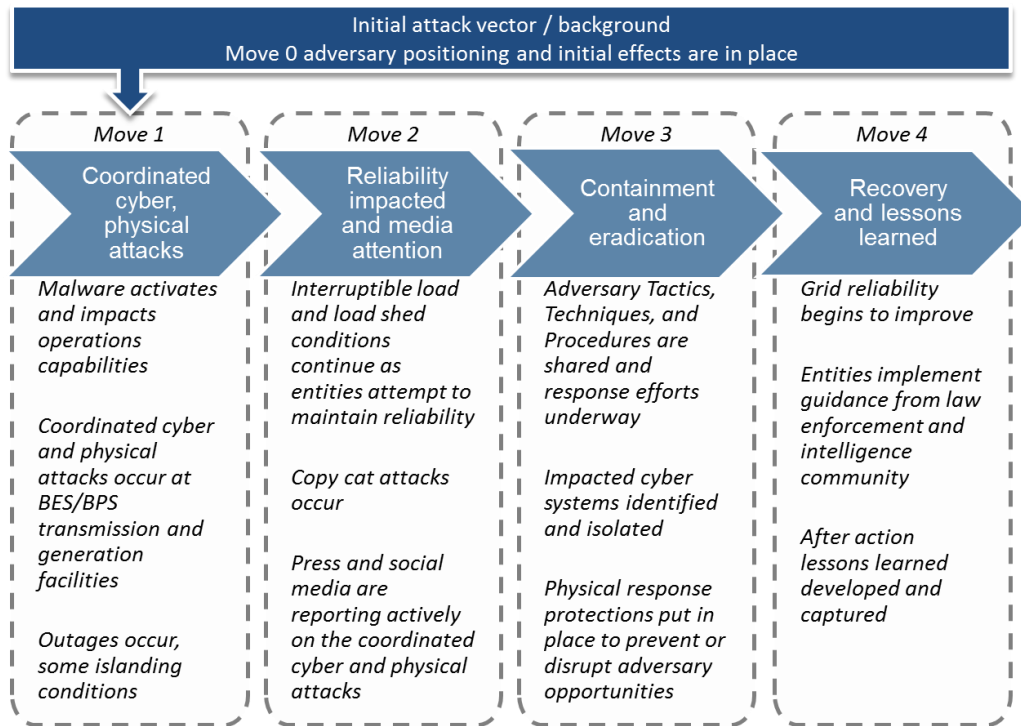 Initial attack vector / background
Move 0 adversary positioning and initial effects are in place
Move 1
Coordinated
cyber,
physical
attacks
Malware activates
and impacts
operations
capabilities
Coordinated cyber
and physical
attacks occur at
BES/BPS
transmission and
generation
facilities
Outages occur,
some islanding
conditions
Move 2
Reliability
impacted
and media
attention
Interruptible load
and load shed
conditions
continue as
entities attempt to
maintain reliability
Copy cat attacks
occur
Press and social
media are
reporting actively
on the coordinated
cyber and physical
attacks
Move 3
Containment
and
eradication
Adversary Tactics,
Techniques, and
Procedures are
shared and
response efforts
underway
Impacted cyber
systems identified
and isolated
Physical response
protections put in
place to prevent or
disrupt adversary
opportunities
Move 4
Recovery
and lessons
learned
Grid reliability
begins to improve
Entities implement
guidance from law
enforcement and
intelligence
community
After action
lessons learned
developed and
captured